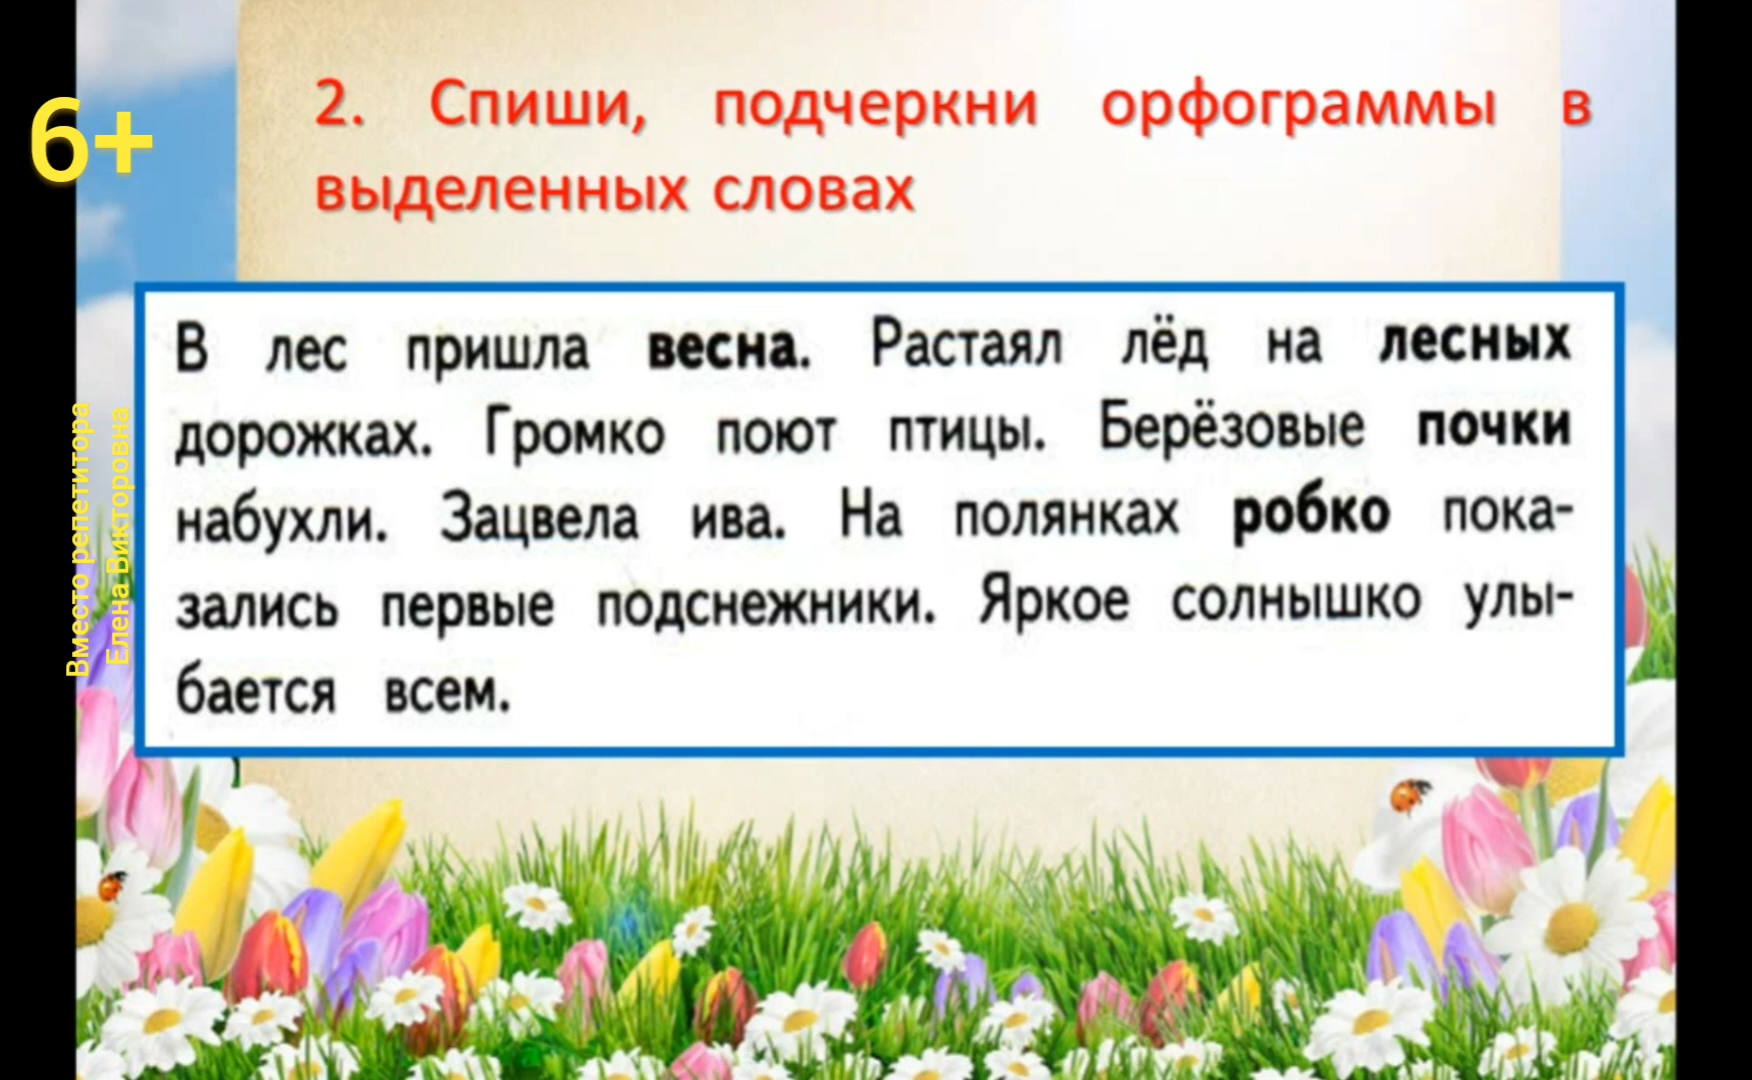 6+
2. Спиши, подчеркни орфограммы в
выделенных словах
В лес пришла весна. Растаял лёд на лесных
дорожках. Громко поют птицы. Берёзовые почки
набухли. Зацвела ива. На полянках робко пока-
зались первые подснежники. Яркое солнышко улы-
бается всем.
Вместо репетитора
Елена Викторовна